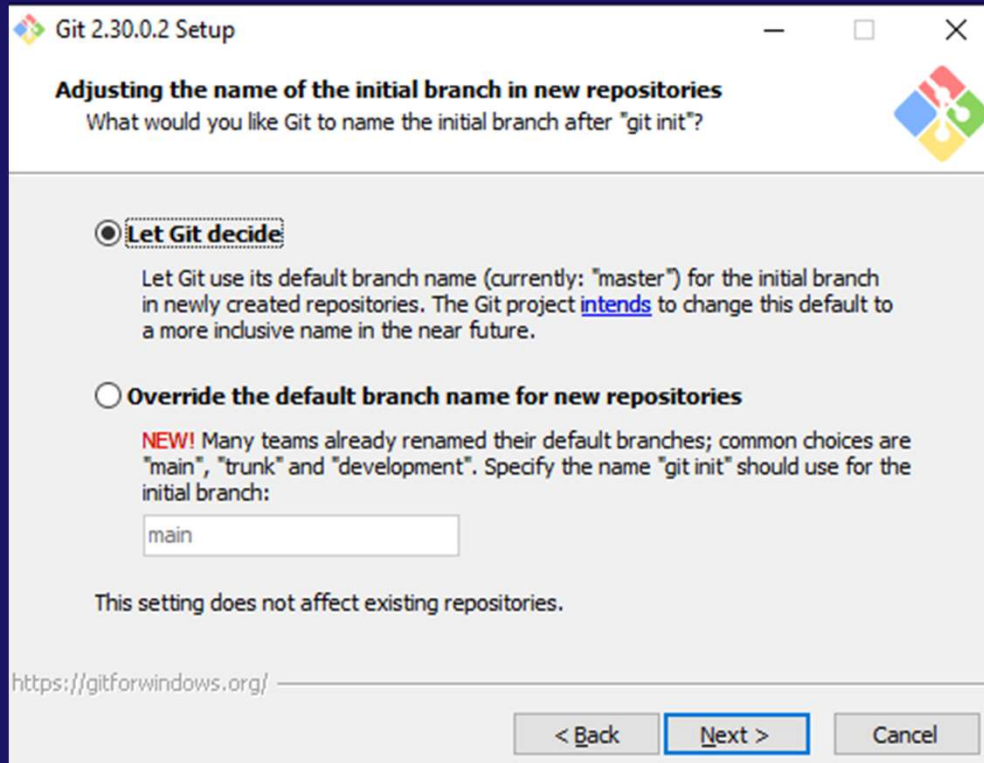 Git 2.30.0.2 Setup
Adjusting the name of the initial branch in new repositories
What would you like Git to name the initial branch after "git init"?
Let Git decide
Let Git use its default branch name (currently: "master") for the initial branch
in newly created repositories. The Git project intends to change this default to
a more inclusive name in the near future.
Override the default branch name for new repositories
NEW! Many teams already renamed their default branches; common choices are
"main", "trunk" and "development". Specify the name "git init" should use for the
initial branch:
main
This setting does not affect existing repositories.
https://gitforwindows.org/
< Back
Next >
Cancel